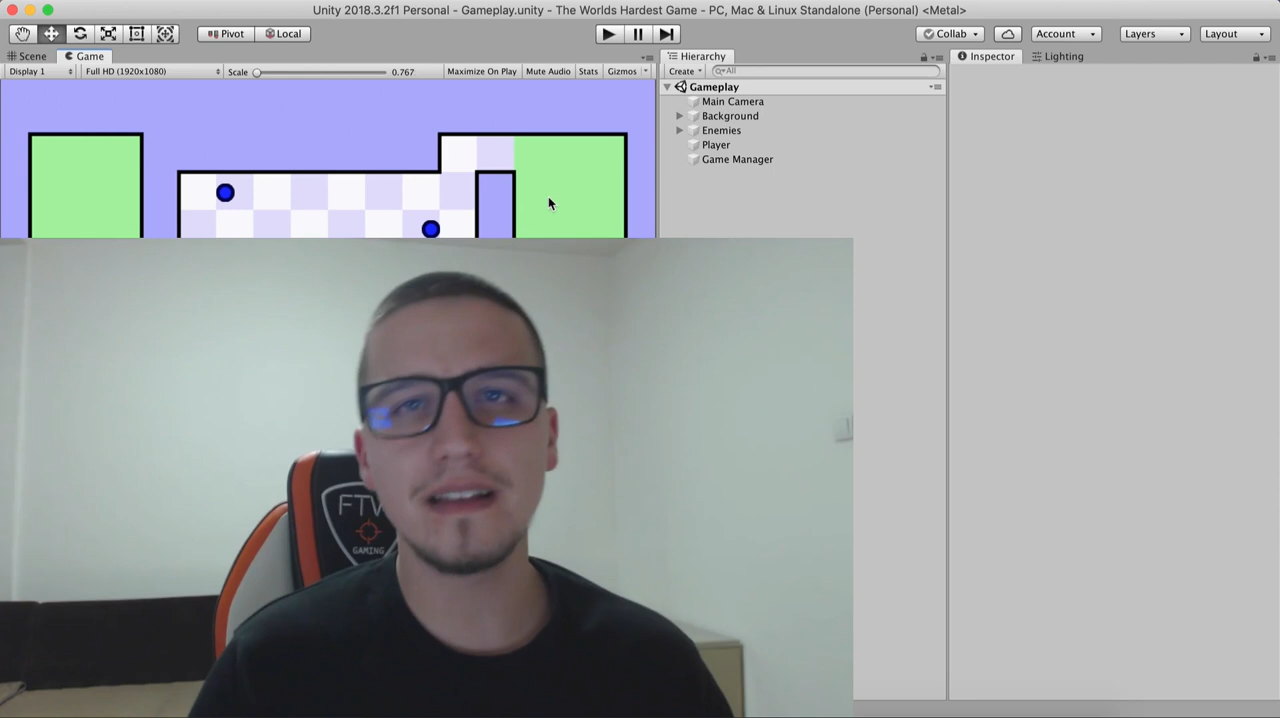 Unity 2018.3.2f1 Personal - Gameplay.unity - The Worlds Hardest Game - PC, Mac & Linux Standalone (Personal) <Metal>
Pivot Local Collab Account Layers Layout
Scene Game Hierarchy Inspector Lighting
Display 1 Full HD (1920x1080) Scale 0.767 Maximize On Play Mute Audio Stats Gizmos Create All
Gameplay
Main Camera
Background
Enemies
Player
Game Manager
FTW
GAMING